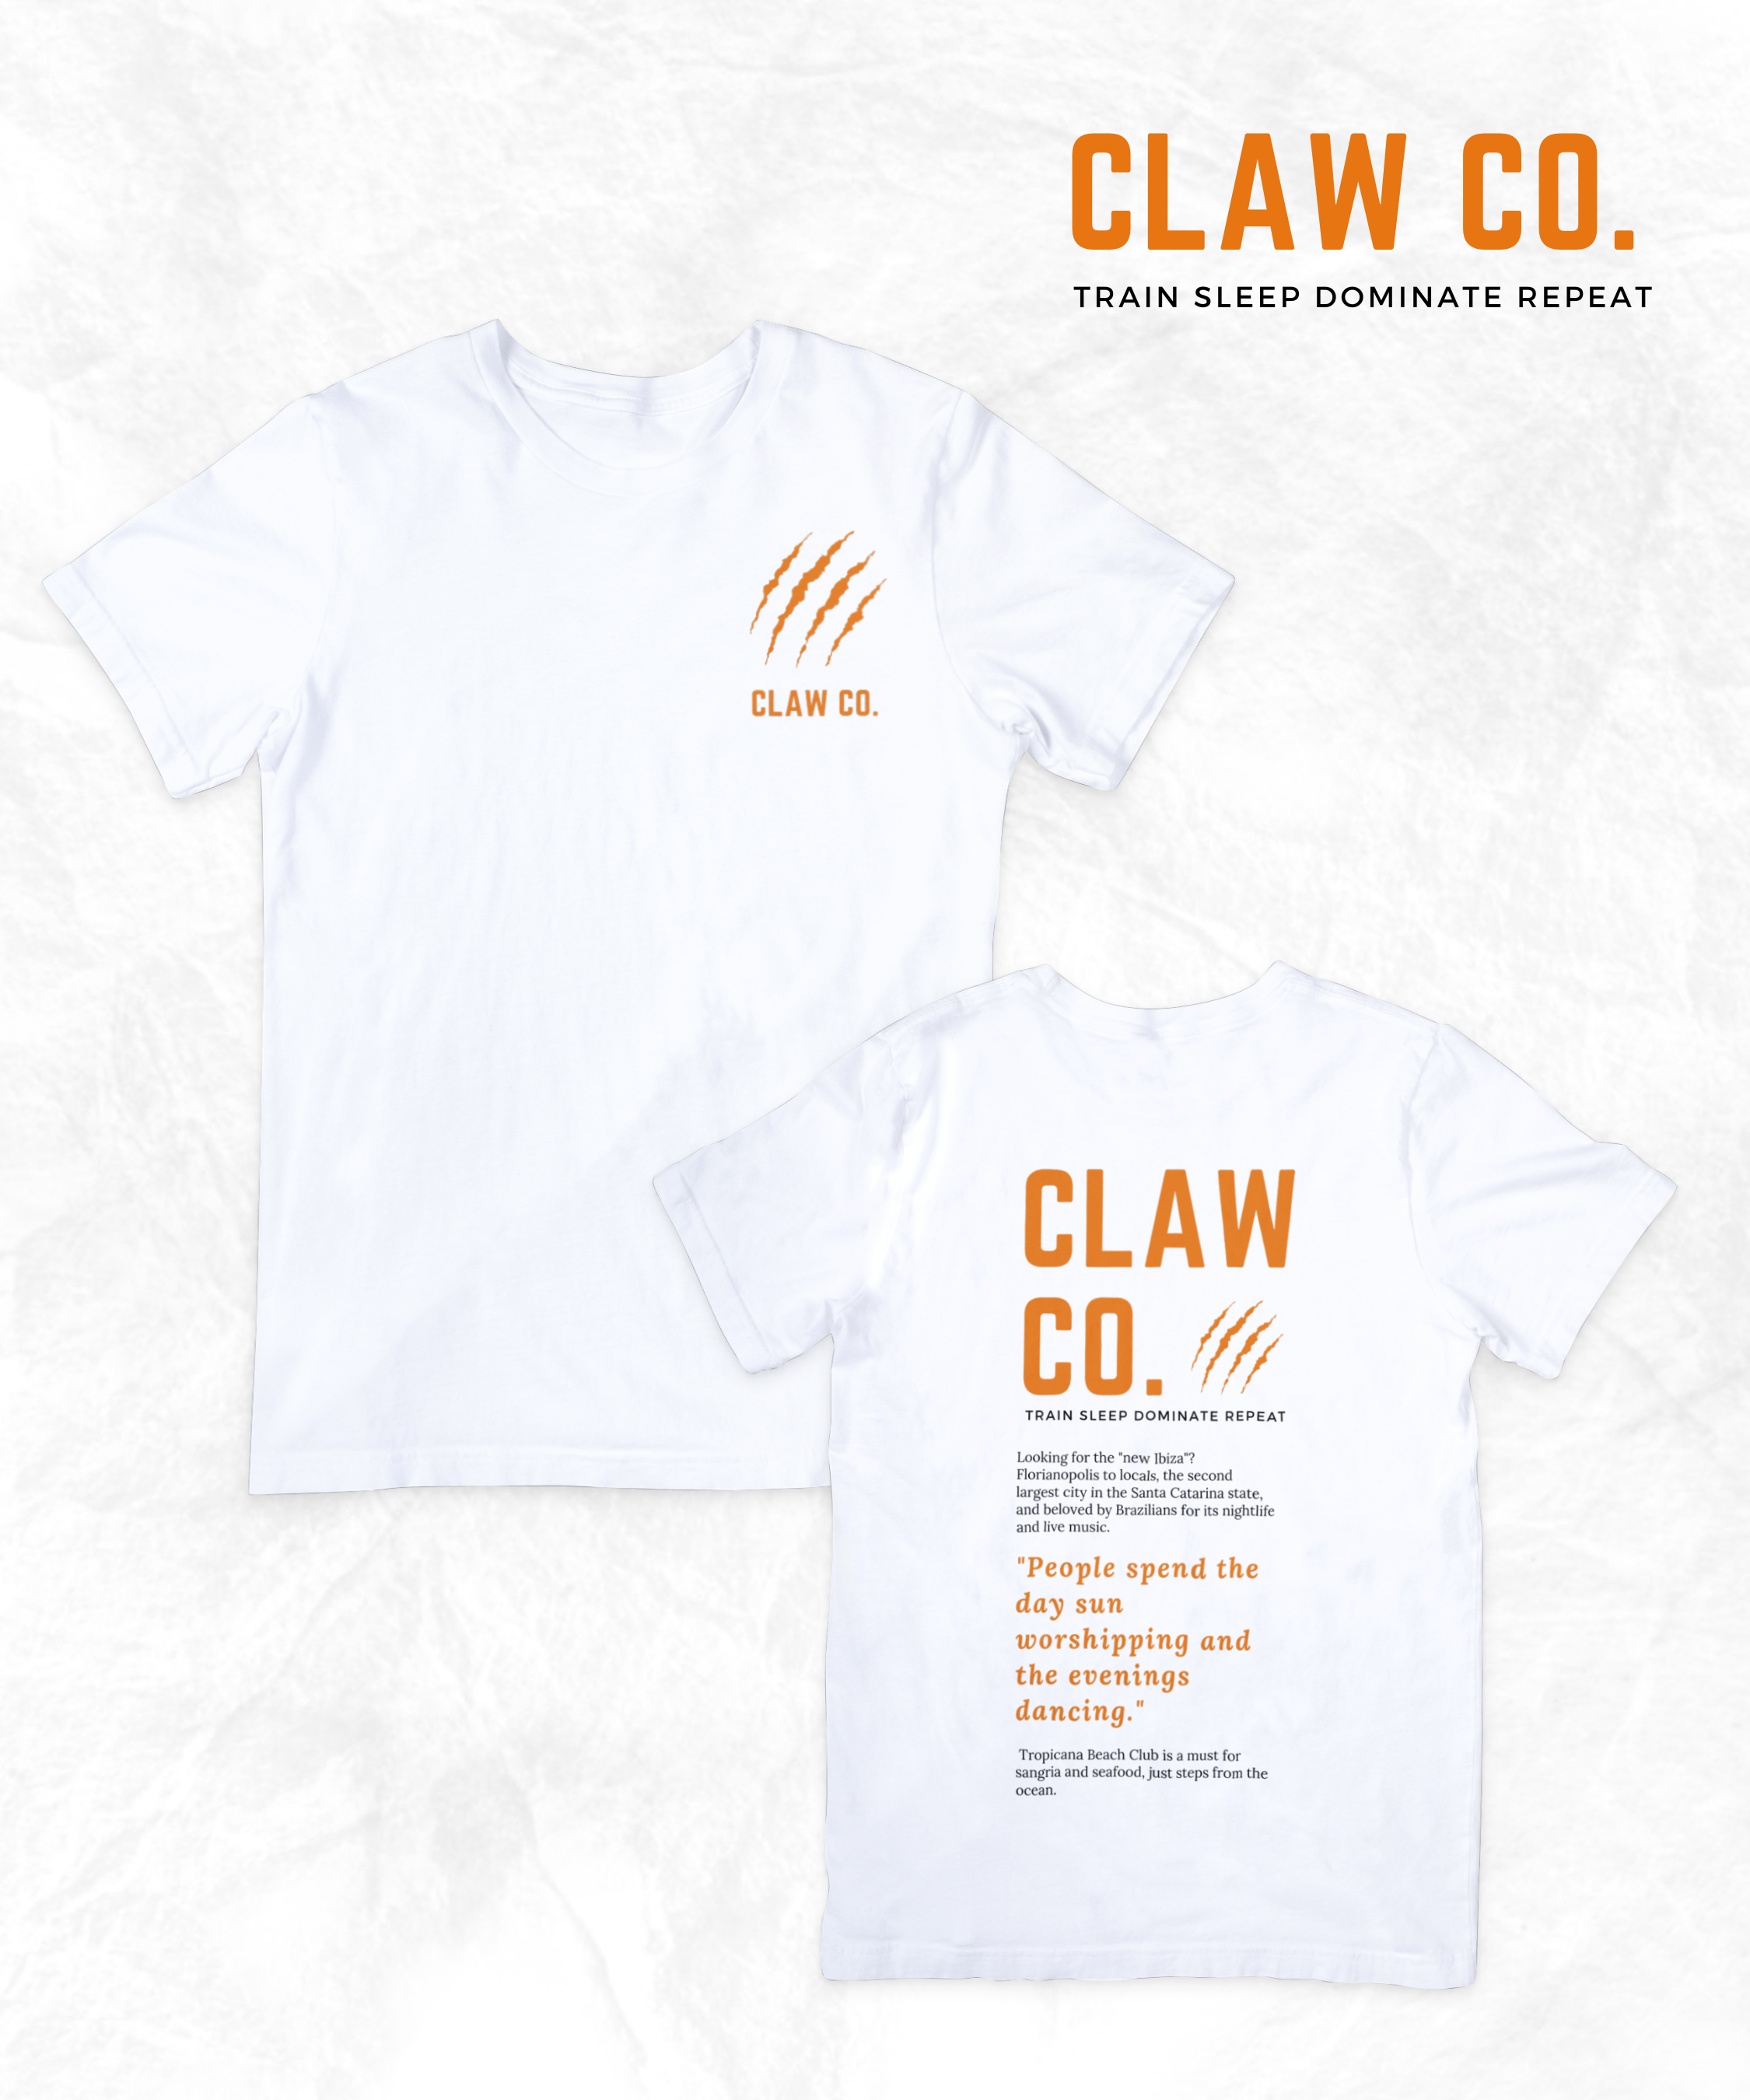 CLAW CO.
TRAIN SLEEP DOMINATE REPEAT
CLAW CO.
CLAW
CO.
TRAIN SLEEP DOMINATE REPEAT
Looking for the "new Ibiza"?
Florianopolis to locals, the second
largest city in the Santa Catarina state,
and beloved by Brazilians for its nightlife
and live music.
"People spend the
day sun
worshipping and
the evenings
dancing."
Tropicana Beach Club is a must for
sangria and seafood, just steps from the
ocean.